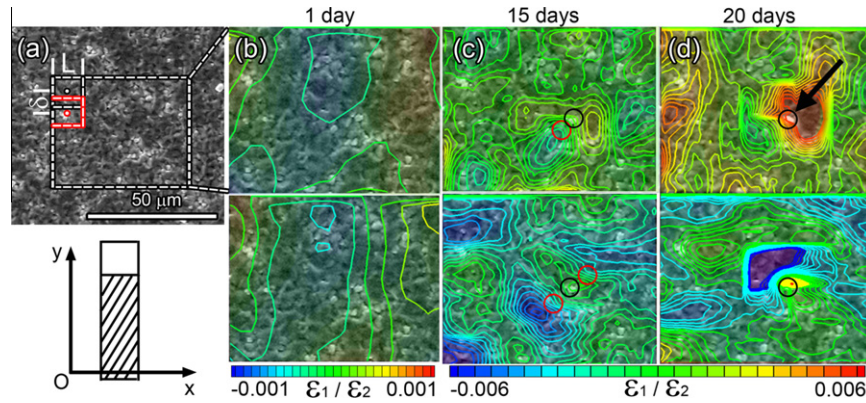 1 day 15 days 20 days
(a) (b) (c) (d)
L
δ
50 μm
y
O x
-0.001 ε1 / ε2 0.001 -0.006 ε1 / ε2 0.006